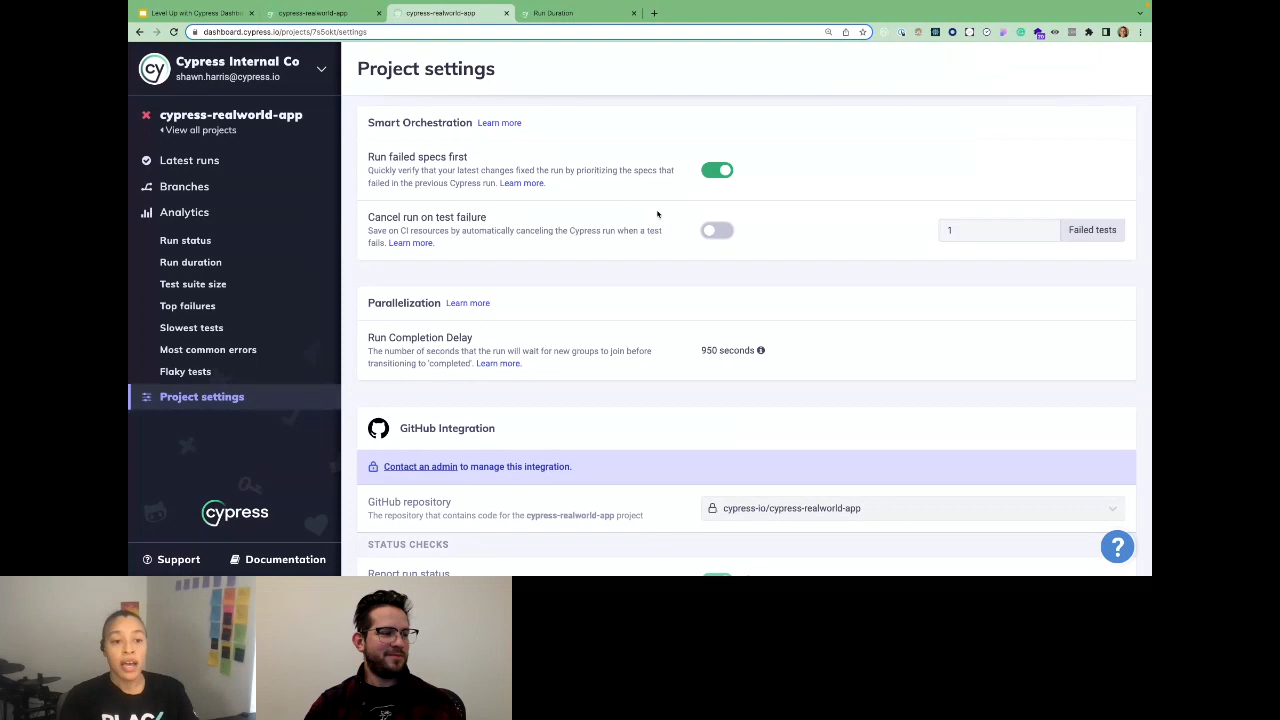 Level Up with Cypress Dashb
cypress-realworld-app
cypress-realworld-app
Run Duration
dashboard.cypress.io/projects/7s5okt/settings
cy
Cypress Internal Co
shawn.harris@cypress.io
cypress-realworld-app
View all projects
Latest runs
Branches
Analytics
Run status
Run duration
Test suite size
Top failures
Slowest tests
Most common errors
Flaky tests
Project settings
cypress
Support
Documentation
Project settings
Smart Orchestration Learn more
Run failed specs first
Quickly verify that your latest changes fixed the run by prioritizing the specs that
failed in the previous Cypress run. Learn more.
Cancel run on test failure
Save on CI resources by automatically canceling the Cypress run when a test
fails. Learn more.
1
Failed tests
Parallelization Learn more
Run Completion Delay
The number of seconds that the run will wait for new groups to join before
transitioning to 'completed'. Learn more.
950 seconds
GitHub Integration
Contact an admin to manage this integration.
GitHub repository
The repository that contains code for the cypress-realworld-app project
cypress-io/cypress-realworld-app
STATUS CHECKS
Report run status
?